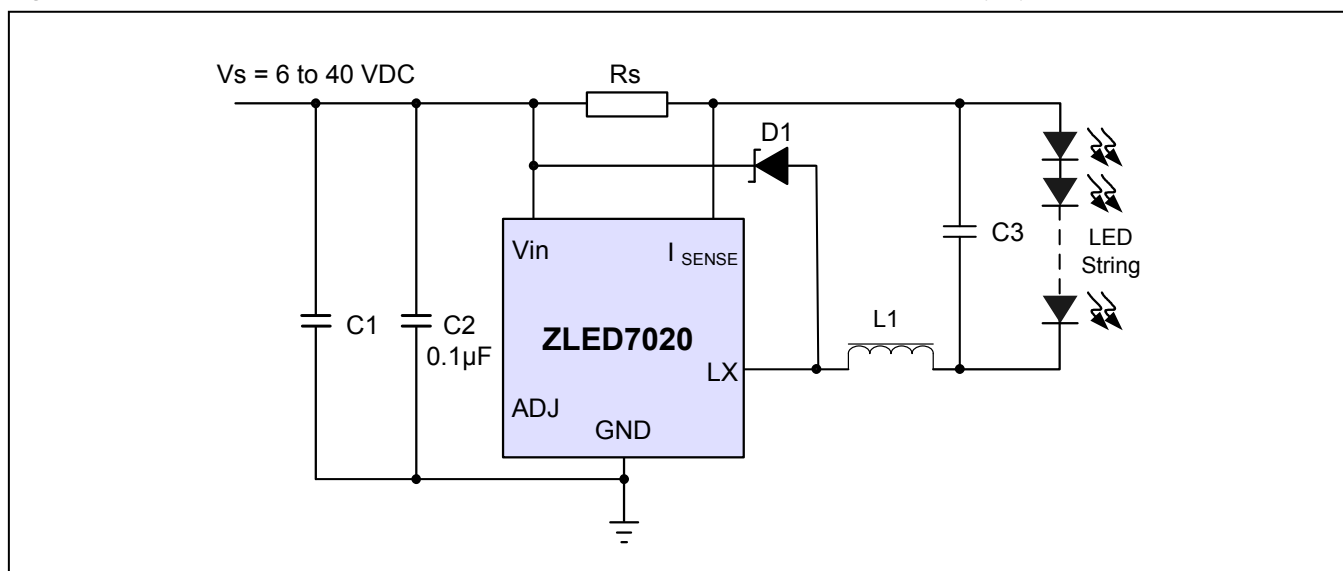 Vs = 6 to 40 VDC
Rs
D1
Vin
I SENSE
C3
LED
String
C1
C2
0.1µF
ZLED7020
L1
LX
ADJ
GND